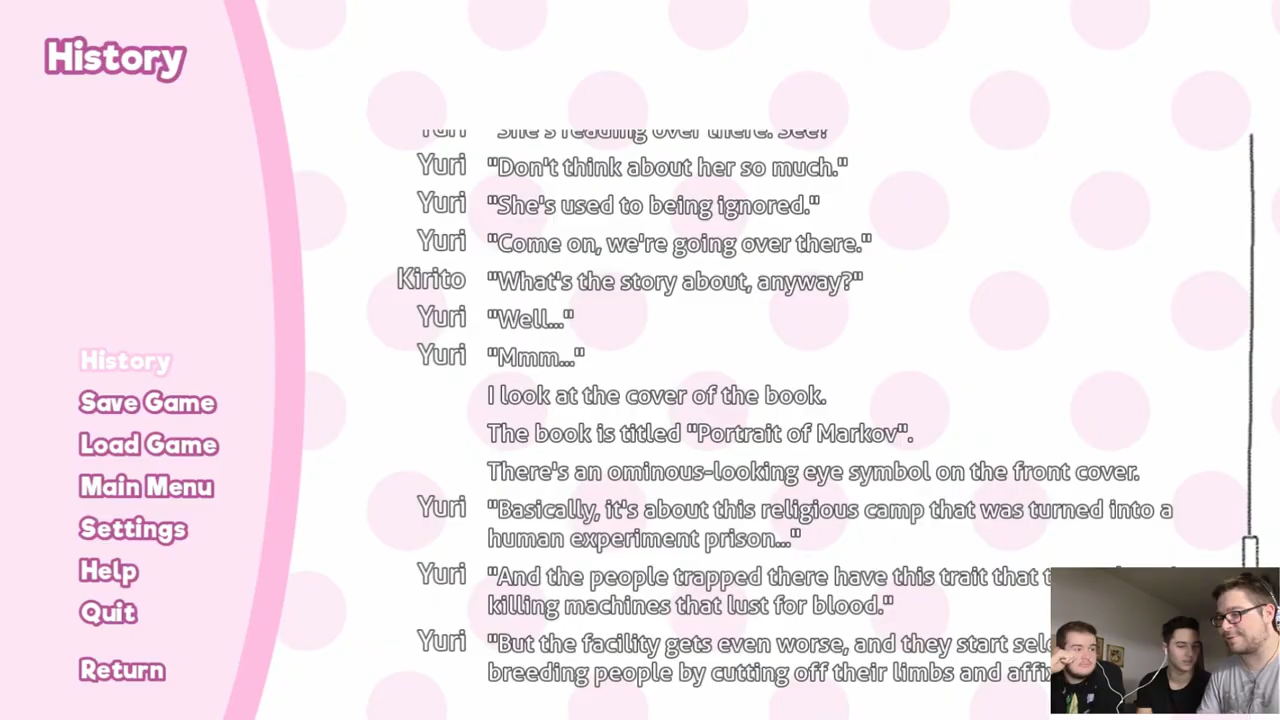 History
Yuri "She's reading over there. See?
Yuri "Don't think about her so much."
Yuri "She's used to being ignored."
Yuri "Come on, we're going over there."
Kirito "What's the story about, anyway?"
Yuri "Well..."
Yuri "Mmm..."
I look at the cover of the book.
The book is titled "Portrait of Markov".
There's an ominous-looking eye symbol on the front cover.
Yuri "Basically, it's about this religious camp that was turned into a
human experiment prison..."
Yuri "And the people trapped there have this trait that
killing machines that lust for blood."
Yuri "But the facility gets even worse, and they start
breeding people by cutting off their limbs and
History
Save Game
Load Game
Main Menu
Settings
Help
Quit
Return